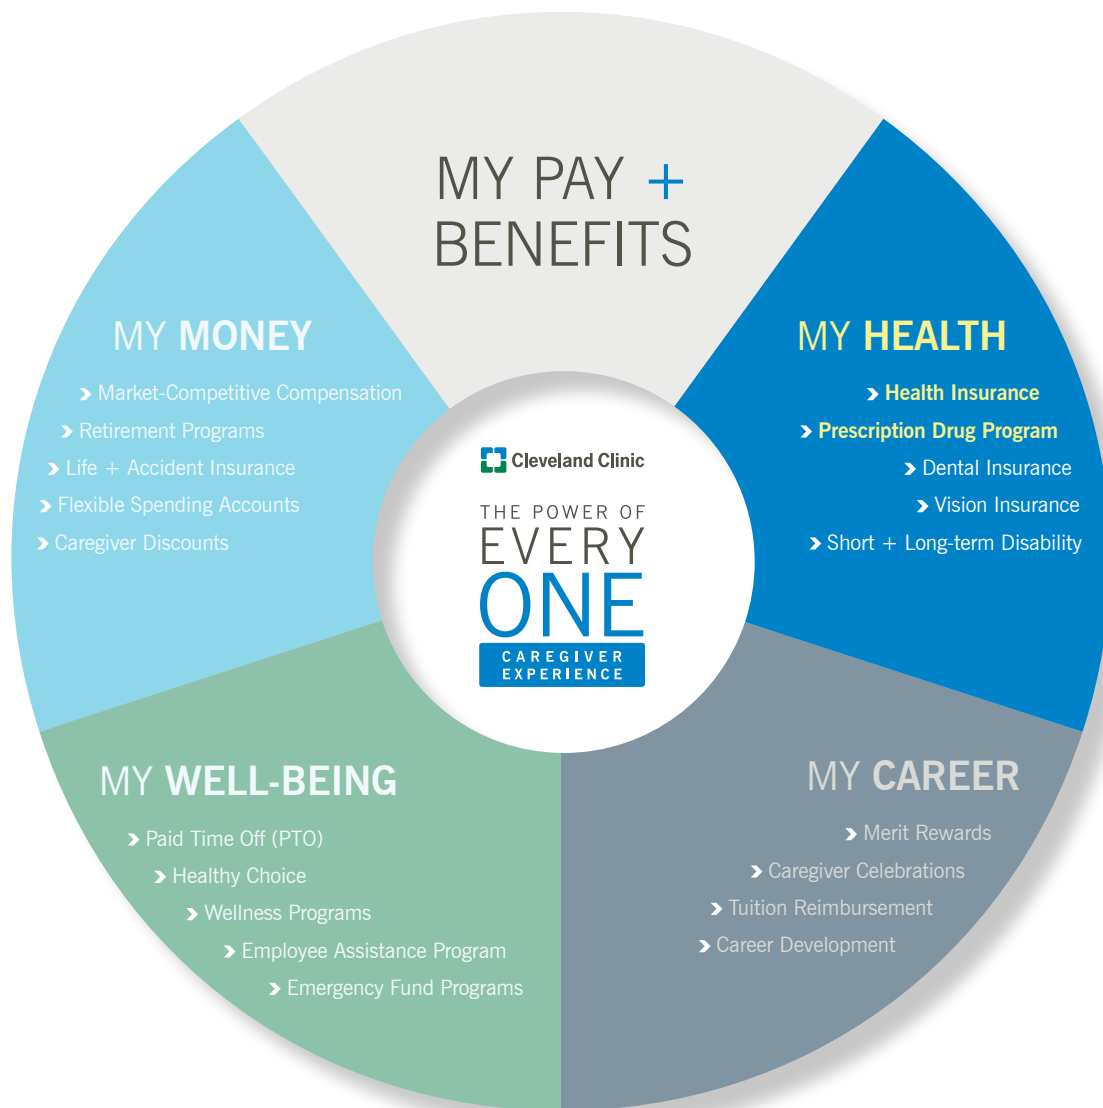 MY PAY +
BENEFITS
MY MONEY
› Market-Competitive Compensation
› Retirement Programs
› Life + Accident Insurance
› Flexible Spending Accounts
› Caregiver Discounts
MY HEALTH
› Health Insurance
› Prescription Drug Program
› Dental Insurance
› Vision Insurance
› Short + Long-term Disability
Cleveland Clinic
THE POWER OF
EVERY
ONE
CAREGIVER
EXPERIENCE
MY WELL-BEING
› Paid Time Off (PTO)
› Healthy Choice
› Wellness Programs
› Employee Assistance Program
› Emergency Fund Programs
MY CAREER
› Merit Rewards
› Caregiver Celebrations
› Tuition Reimbursement
› Career Development